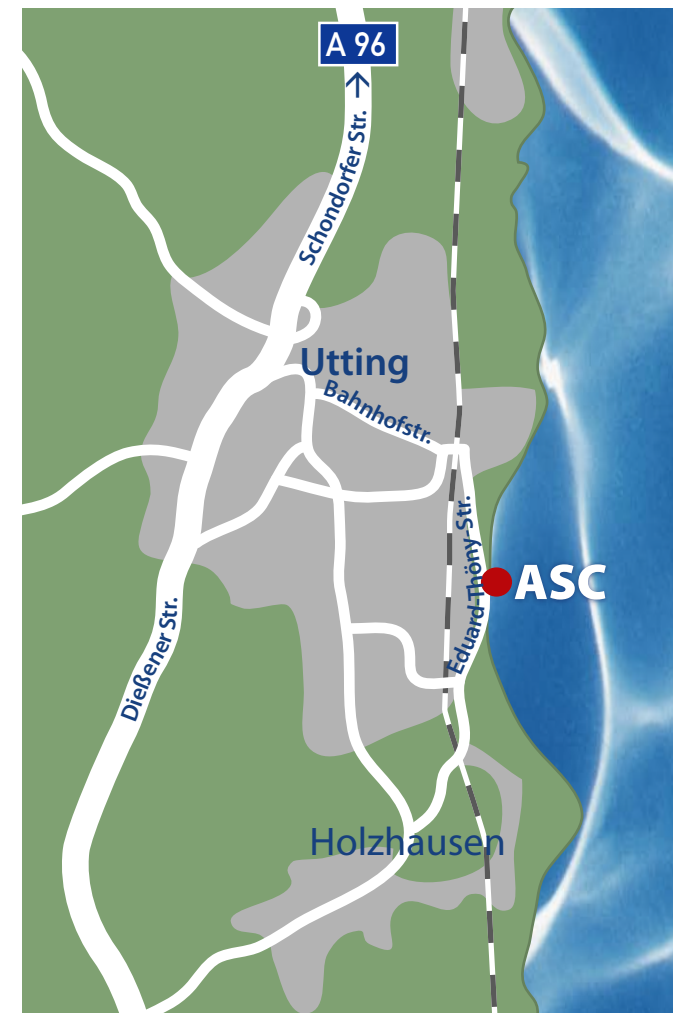 A 96
Schondorfer Str.
Utting
Bahnhofstr.
Eduard-Thöny-Str.
ASC
Dießener Str.
Holzhausen